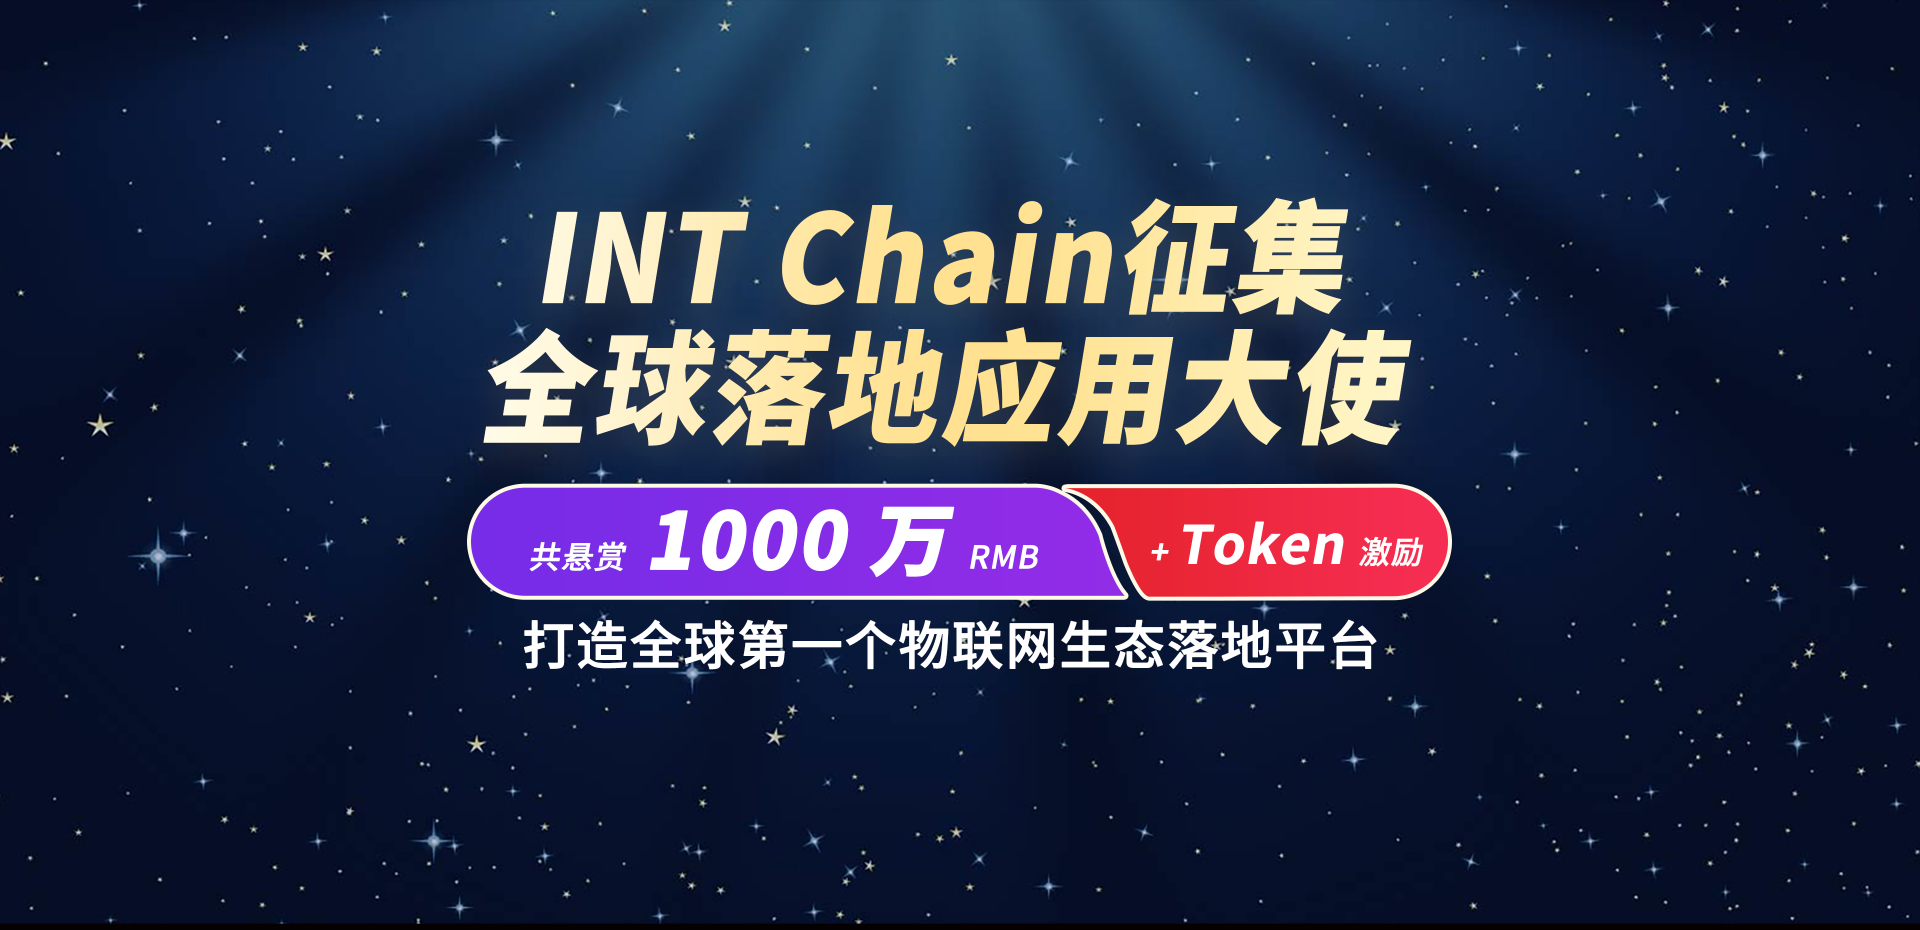 INT Chain征集
全球落地应用大使
共悬赏 1000 万 RMB + Token 激励
打造全球第一个物联网生态落地平台